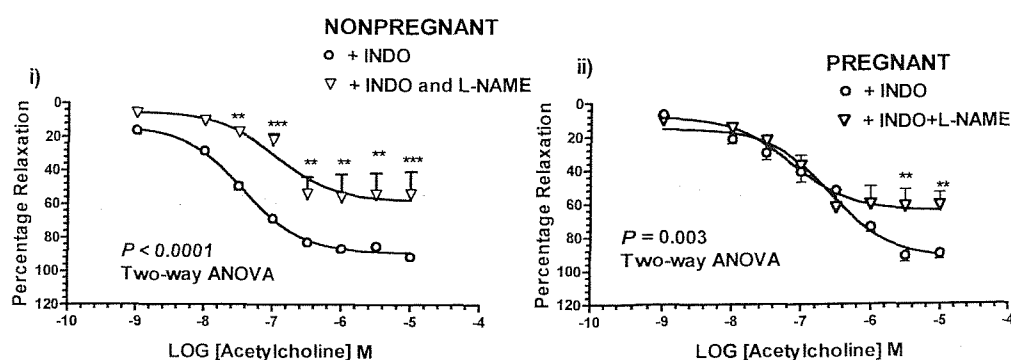 NONPREGNANT
+ INDO
+ INDO and L-NAME
i)
Percentage Relaxation
0
20
40
60
80
100
120
** *** ** ** ** ***
P < 0.0001
Two-way ANOVA
-10 -9 -8 -7 -6 -5 -4
LOG [Acetylcholine] M
PREGNANT
+ INDO
+ INDO+L-NAME
ii)
Percentage Relaxation
0
20
40
60
80
100
120
** **
P = 0.003
Two-way ANOVA
-10 -9 -8 -7 -6 -5 -4
LOG [Acetylcholine] M